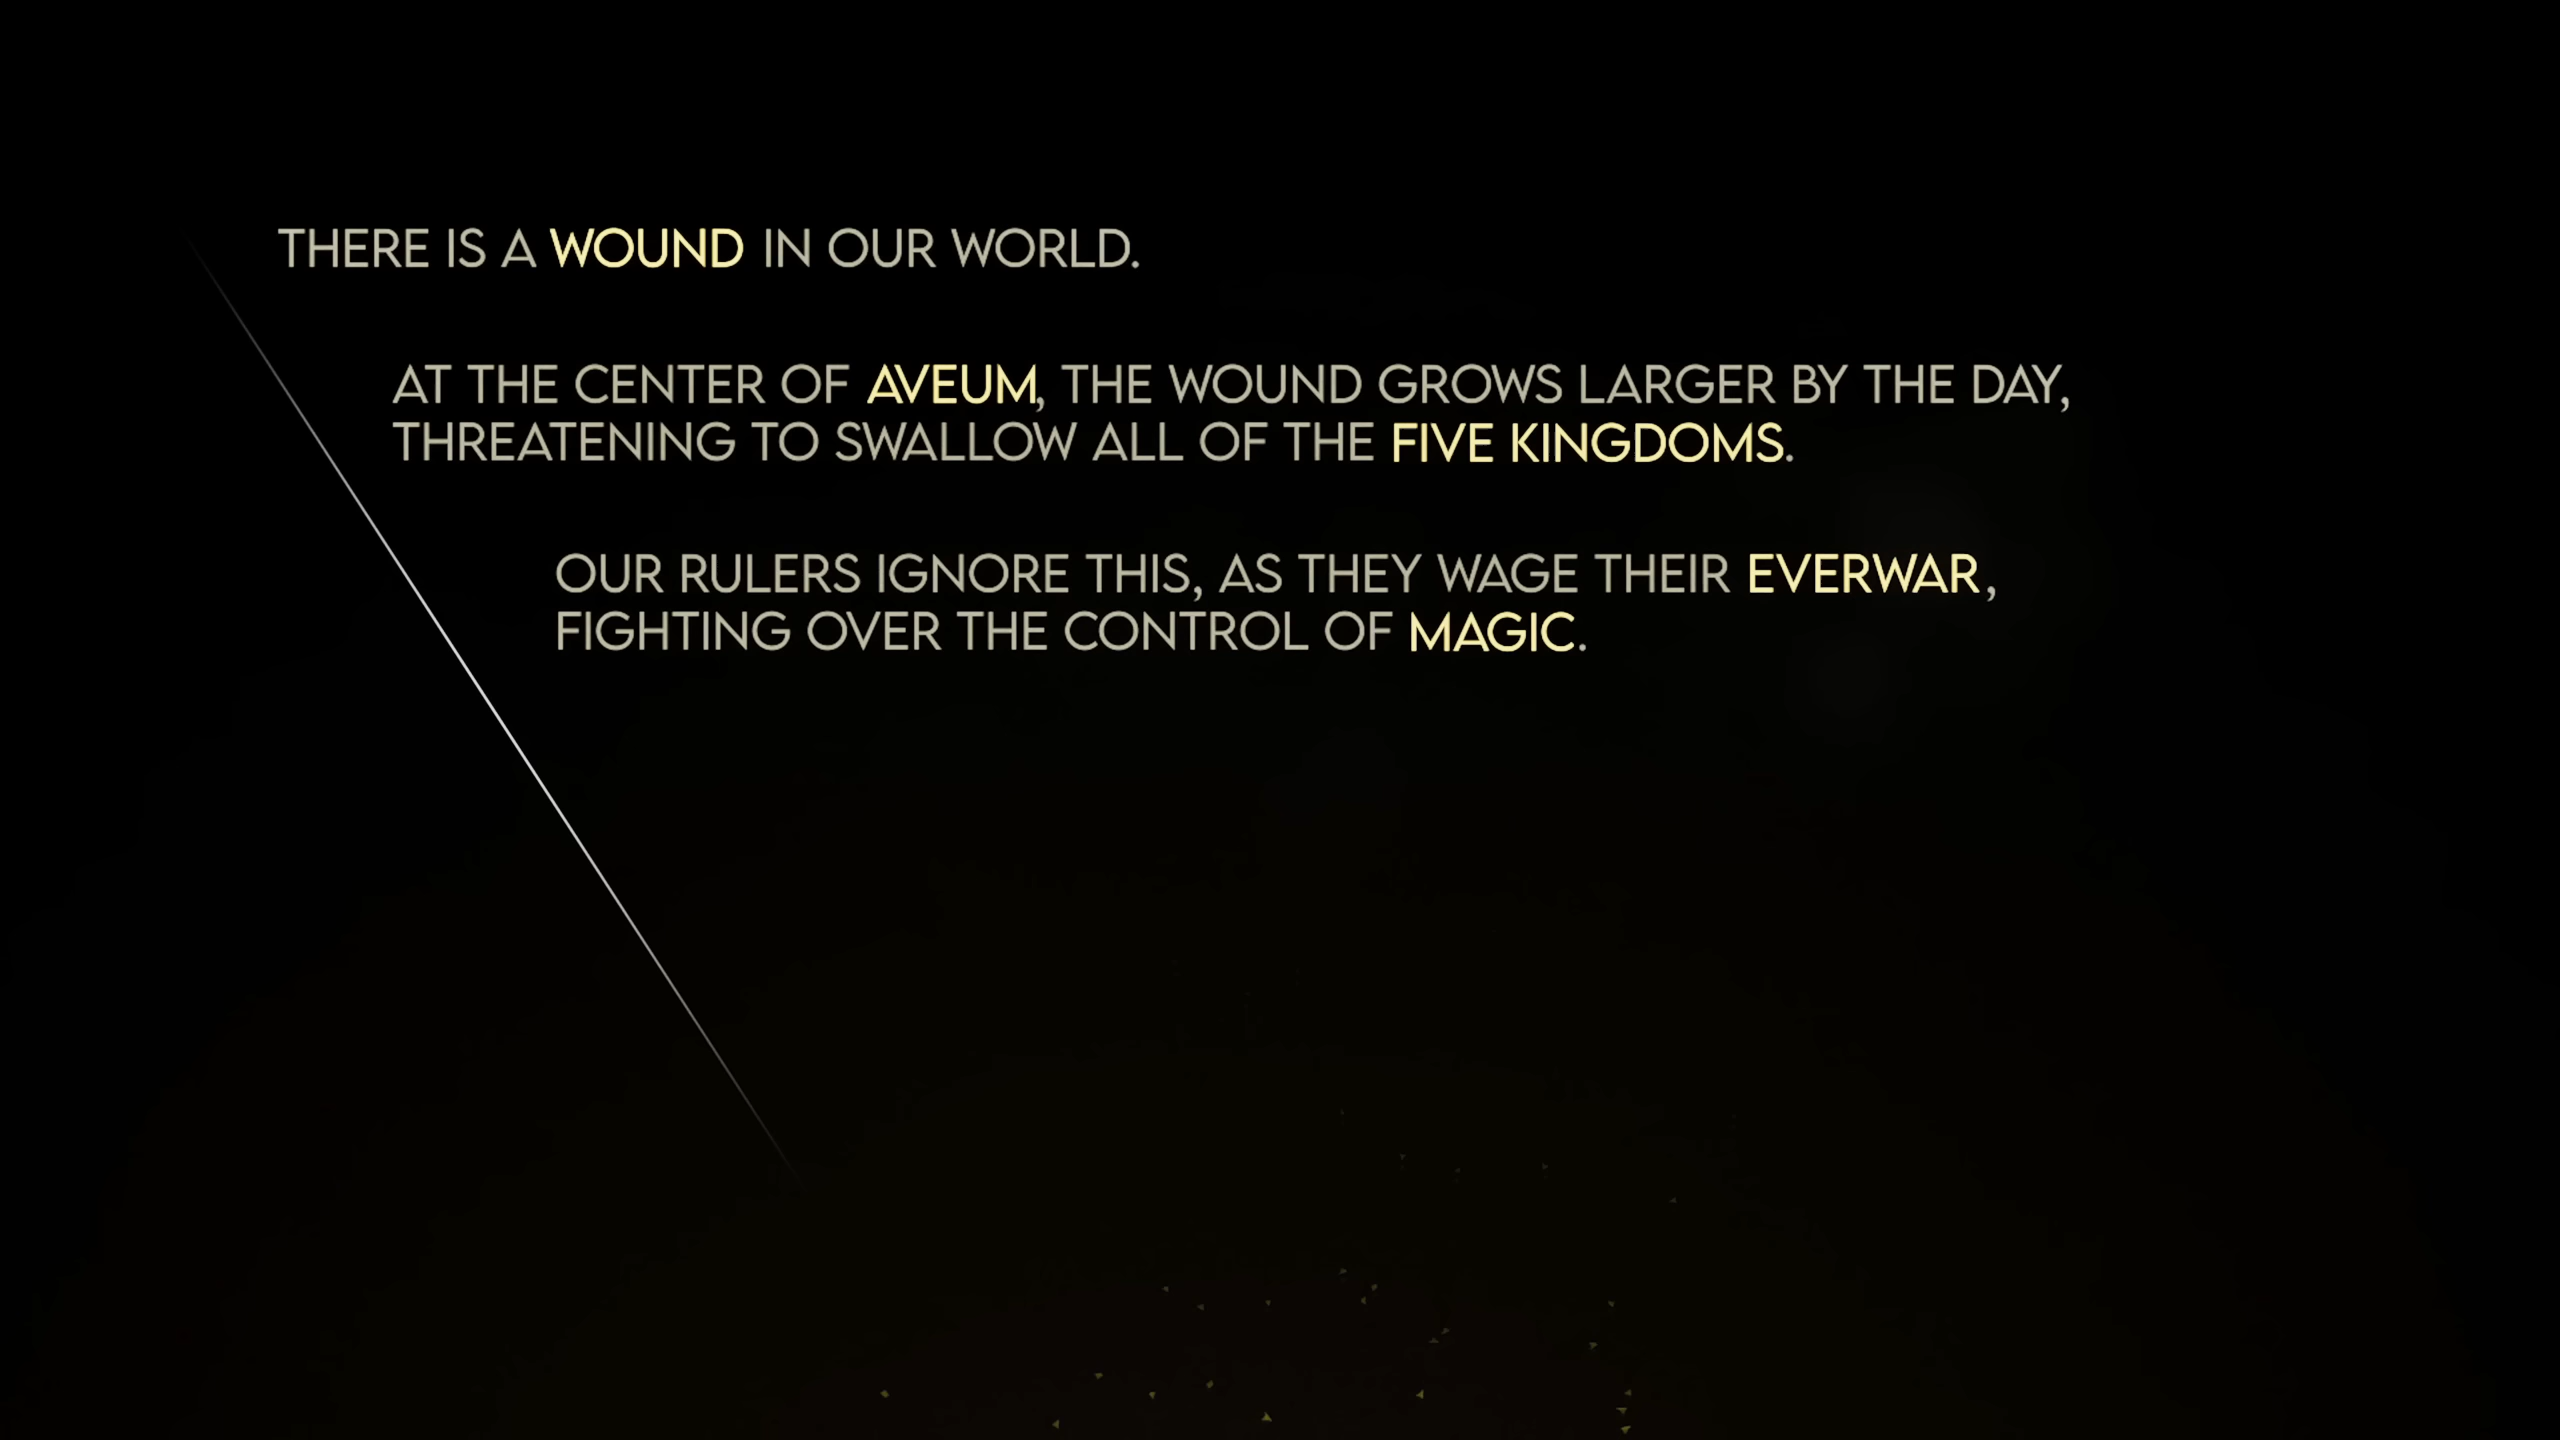 THERE IS A WOUND IN OUR WORLD.
AT THE CENTER OF AVEUM, THE WOUND GROWS LARGER BY THE DAY,
THREATENING TO SWALLOW ALL OF THE FIVE KINGDOMS.
OUR RULERS IGNORE THIS, AS THEY WAGE THEIR EVERWAR,
FIGHTING OVER THE CONTROL OF MAGIC.